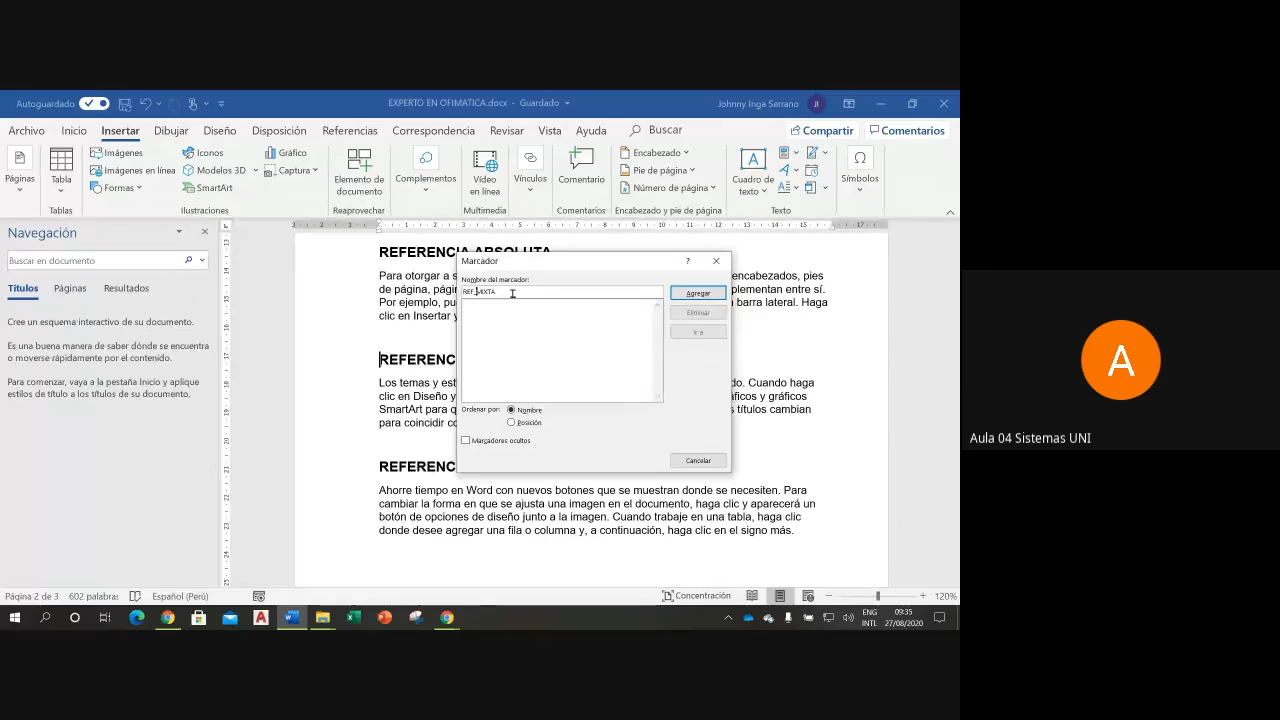 Autoguardado
EXPERTO EN OFIMATICA.docx - Guardado
Johnny Inga Serrano
JI
Archivo Inicio Insertar Dibujar Diseño Disposición Referencias Correspondencia Revisar Vista Ayuda Buscar Compartir Comentarios
Páginas
Tabla
Tablas
Imágenes
Imágenes en línea
Formas
Iconos
Modelos 3D
SmartArt
Gráfico
Captura
Ilustraciones
Elemento de documento
Reaprovechar
Complementos
Vídeo en línea
Multimedia
Vínculos
Comentario
Comentarios
Encabezado
Pie de página
Número de página
Encabezado y pie de página
Cuadro de texto
Texto
Símbolos
Navegación
Buscar en documento
Títulos Páginas Resultados
Cree un esquema interactivo de su documento.
Es una buena manera de saber dónde se encuentra
o moverse rápidamente por el contenido.
Para comenzar, vaya a la pestaña Inicio y aplique
estilos de título a los títulos de su documento.
REFERENCIA ABSOLUTA
Para otorgar a s encabezados, pies
de página, págin plementan entre sí.
Por ejemplo, pu barra lateral. Haga
clic en Insertar y
REFERENC
Los temas y est do. Cuando haga
clic en Diseño y áficos y gráficos
SmartArt para q s títulos cambian
para coincidir co
REFERENC
Ahorre tiempo en Word con nuevos botones que se muestran donde se necesiten. Para
cambiar la forma en que se ajusta una imagen en el documento, haga clic y aparecerá un
botón de opciones de diseño junto a la imagen. Cuando trabaje en una tabla, haga clic
donde desee agregar una fila o columna y, a continuación, haga clic en el signo más.
Marcador
Nombre del marcador:
REF_MIXTA
Agregar
Eliminar
Ir a
Ordenar por: Nombre
Posición
Marcadores ocultos
Cancelar
Página 2 de 3 602 palabras Español (Perú) Concentración 120%
ENG
INTL
09:35
27/08/2020
A
Aula 04 Sistemas UNI